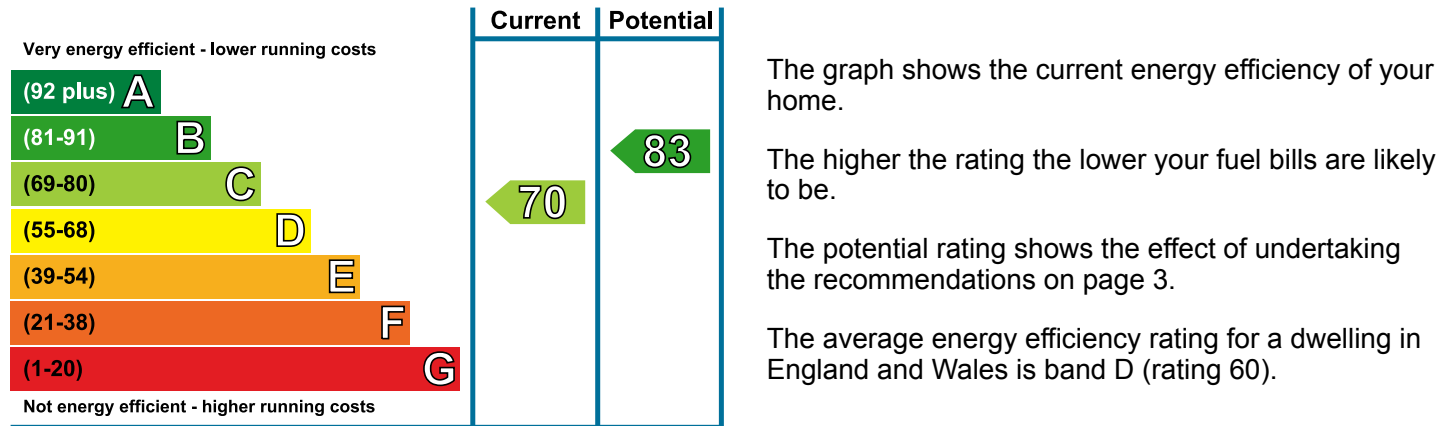 Current Potential
Very energy efficient - lower running costs
(92 plus) A
(81-91) B
83
(69-80) C
70
(55-68) D
(39-54) E
(21-38) F
(1-20) G
Not energy efficient - higher running costs
The graph shows the current energy efficiency of your
home.
The higher the rating the lower your fuel bills are likely
to be.
The potential rating shows the effect of undertaking
the recommendations on page 3.
The average energy efficiency rating for a dwelling in
England and Wales is band D (rating 60).